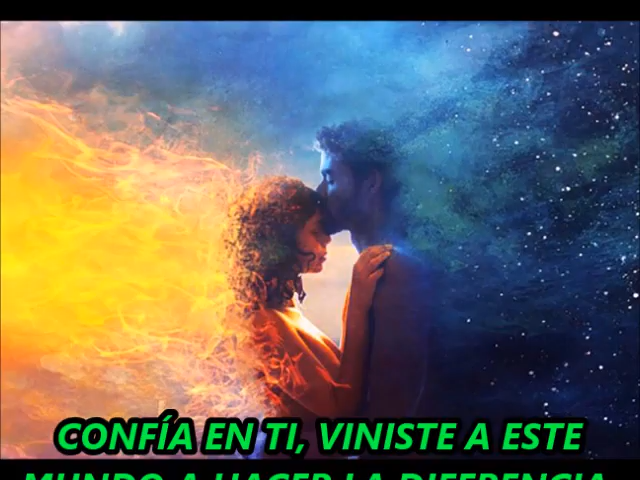 CONFÍA EN TI, VINISTE A ESTE
MUNDO A HACER LA DIFERENCIA